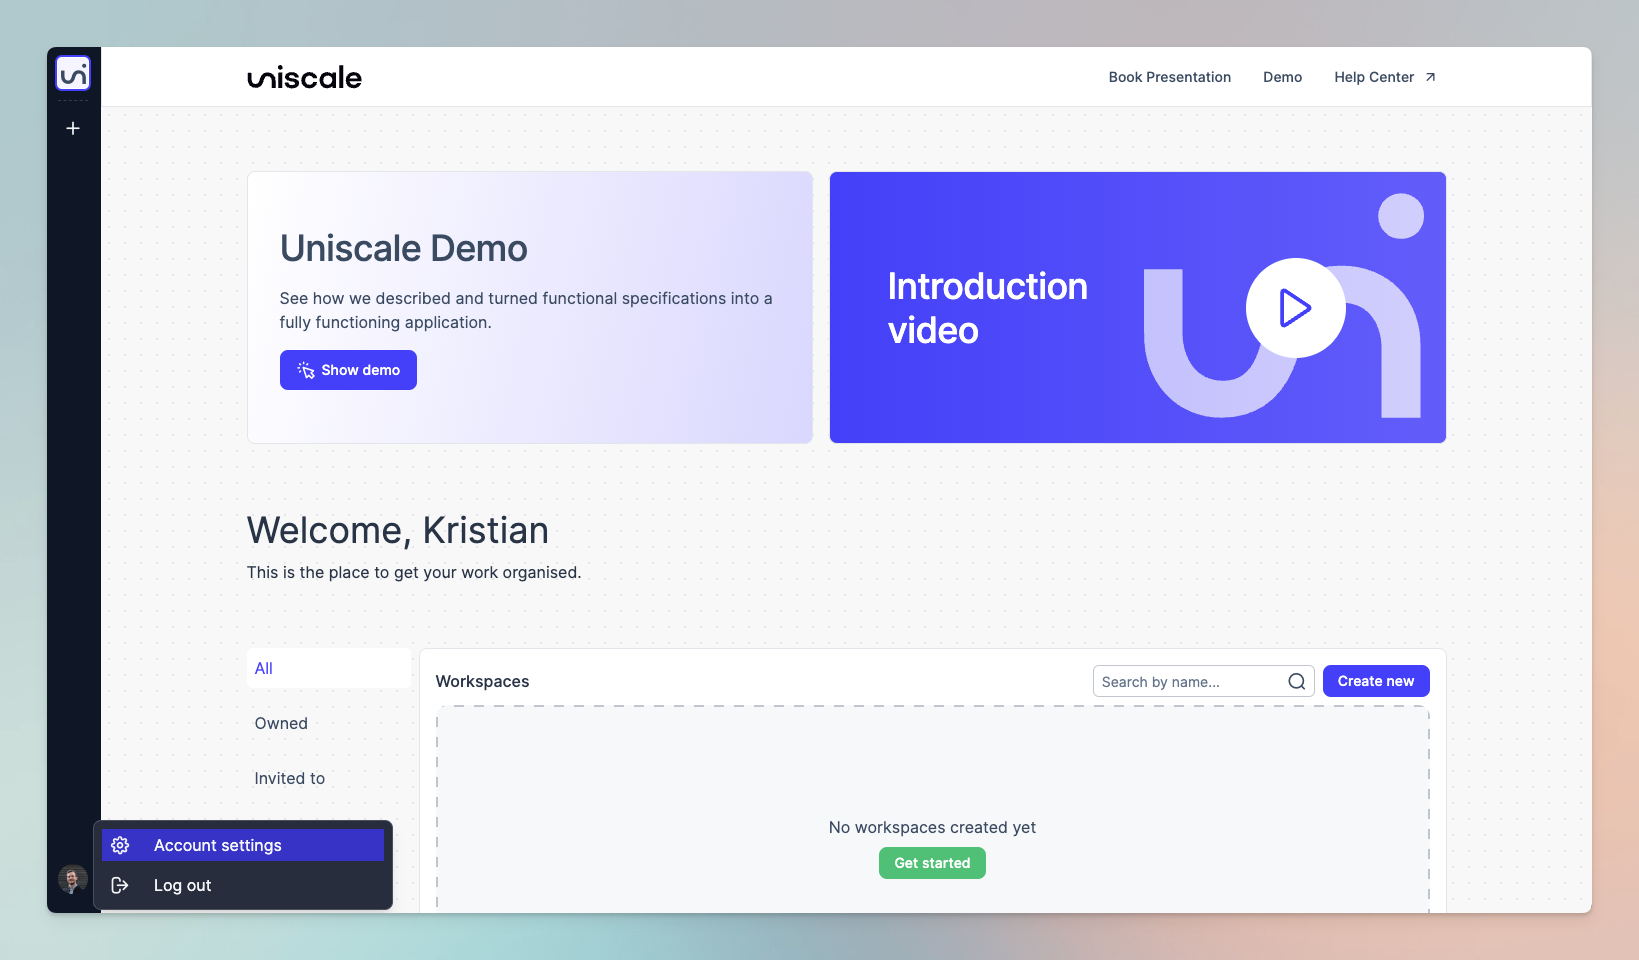 uni
uniscale
Book Presentation
Demo
Help Center
Uniscale Demo
See how we described and turned functional specifications into a
fully functioning application.
Show demo
Introduction
video
un
Welcome, Kristian
This is the place to get your work organised.
All
Owned
Invited to
Workspaces
Search by name...
Create new
No workspaces created yet
Get started
Account settings
Log out